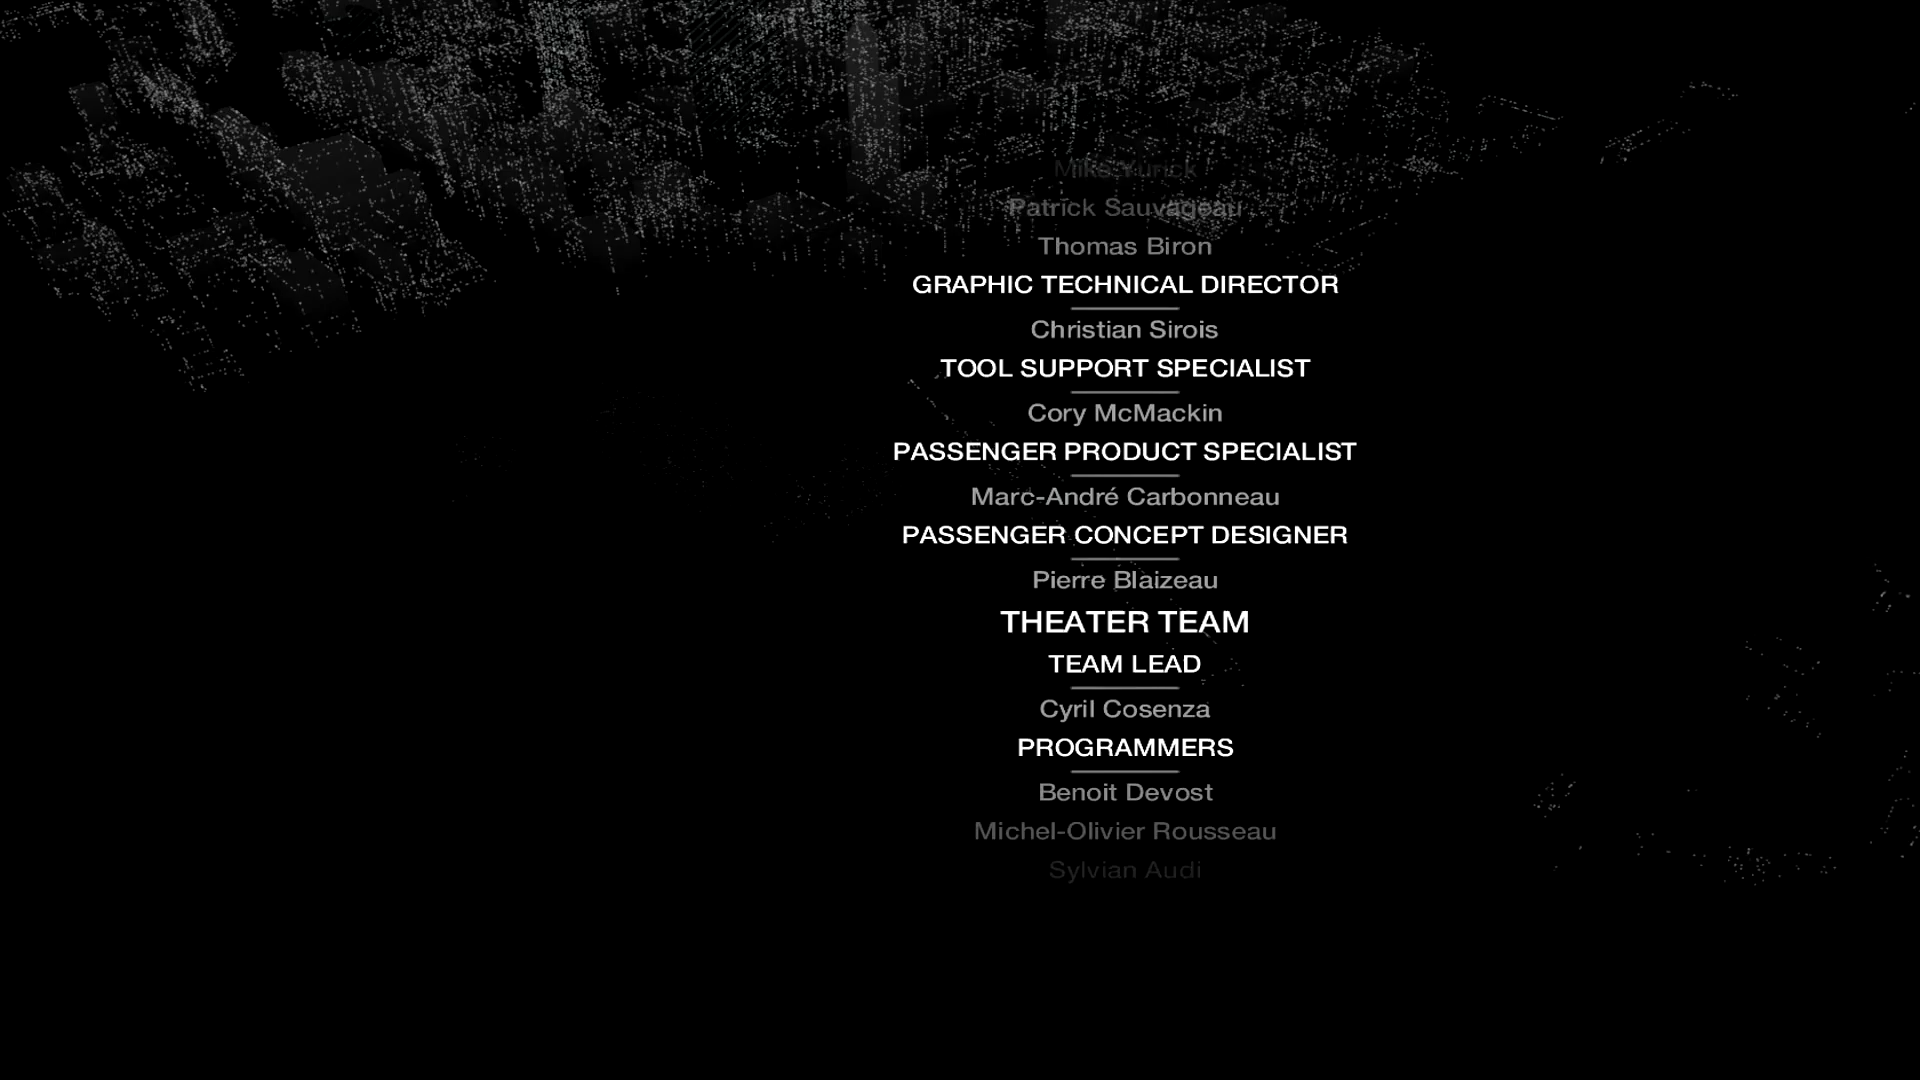 Mike Yurick
Patrick Sauvageau
Thomas Biron
GRAPHIC TECHNICAL DIRECTOR
Christian Sirois
TOOL SUPPORT SPECIALIST
Cory McMackin
PASSENGER PRODUCT SPECIALIST
Marc-André Carbonneau
PASSENGER CONCEPT DESIGNER
Pierre Blaizeau
THEATER TEAM
TEAM LEAD
Cyril Cosenza
PROGRAMMERS
Benoit Devost
Michel-Olivier Rousseau
Sylvian Audi